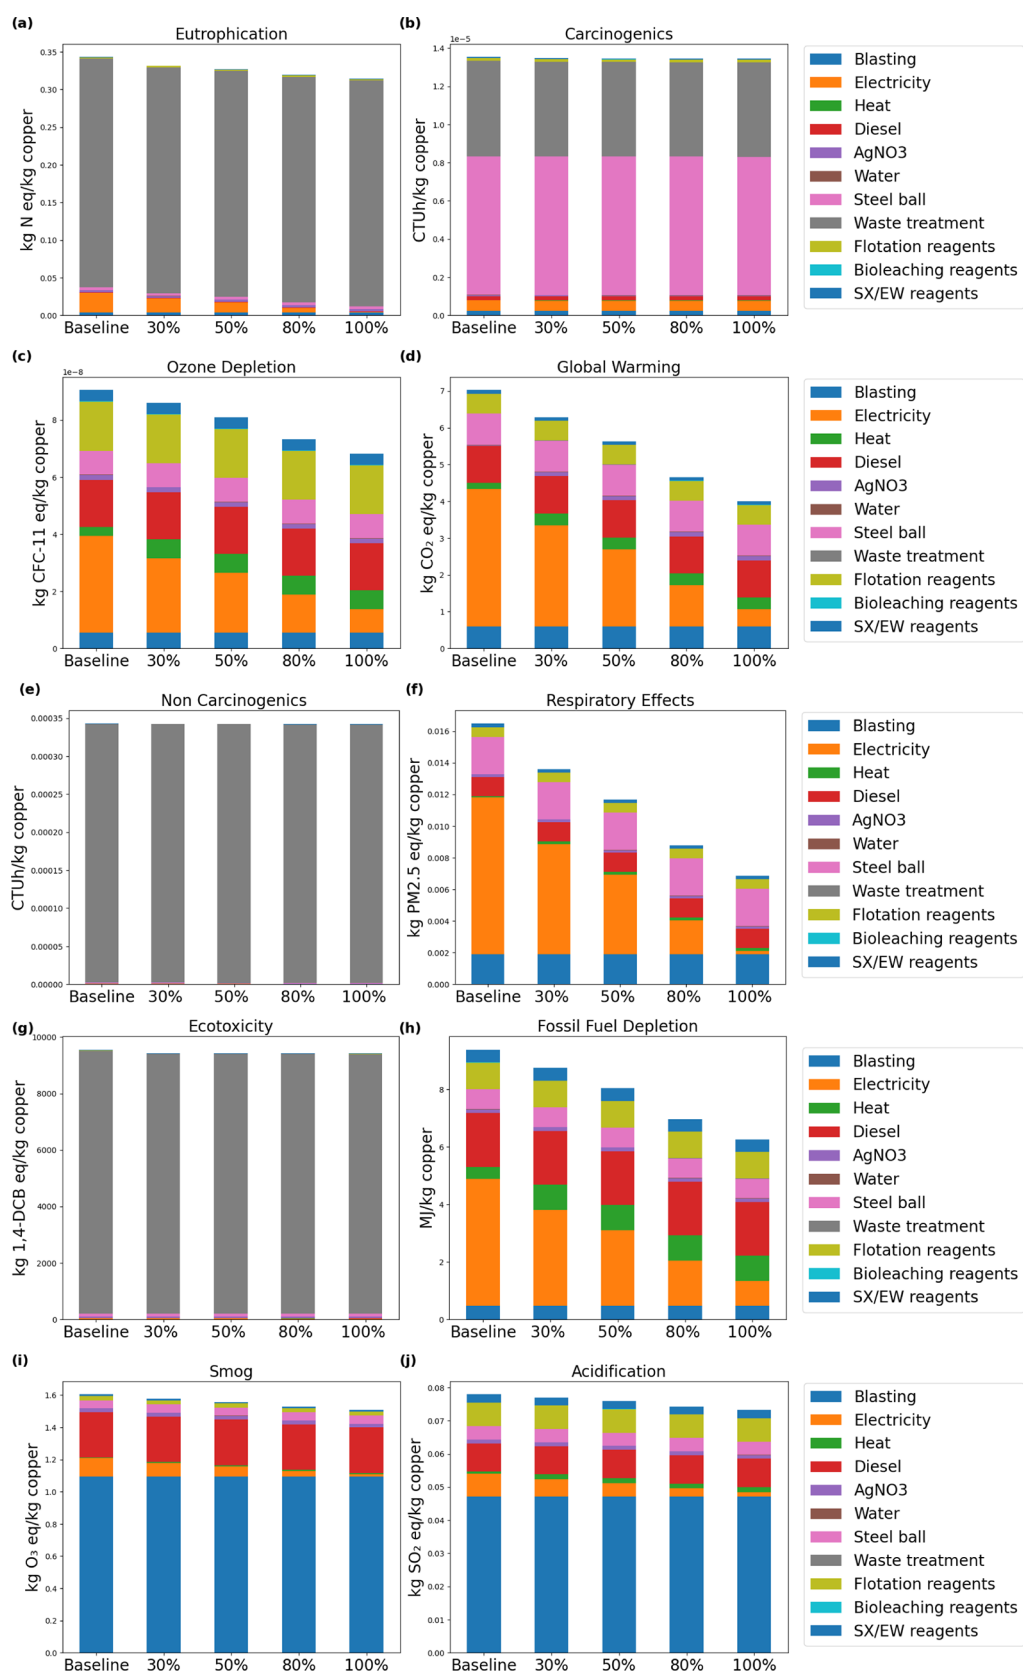 (a)
Eutrophication
kg N eq/kg copper
0.35
0.30
0.25
0.20
0.15
0.10
0.05
0.00
Baseline 30% 50% 80% 100%
(b)
Carcinogenics
1e−5
CTUh/kg copper
1.4
1.2
1.0
0.8
0.6
0.4
0.2
0.0
Baseline 30% 50% 80% 100%
Blasting
Electricity
Heat
Diesel
AgNO3
Water
Steel ball
Waste treatment
Flotation reagents
Bioleaching reagents
SX/EW reagents
(c)
Ozone Depletion
1e−8
kg CFC-11 eq/kg copper
8
6
4
2
0
Baseline 30% 50% 80% 100%
(d)
Global Warming
kg CO₂ eq/kg copper
7
6
5
4
3
2
1
0
Baseline 30% 50% 80% 100%
Blasting
Electricity
Heat
Diesel
AgNO3
Water
Steel ball
Waste treatment
Flotation reagents
Bioleaching reagents
SX/EW reagents
(e)
Non Carcinogenics
CTUh/kg copper
0.00035
0.00030
0.00025
0.00020
0.00015
0.00010
0.00005
0.00000
Baseline 30% 50% 80% 100%
(f)
Respiratory Effects
kg PM2.5 eq/kg copper
0.016
0.014
0.012
0.010
0.008
0.006
0.004
0.002
0.000
Baseline 30% 50% 80% 100%
Blasting
Electricity
Heat
Diesel
AgNO3
Water
Steel ball
Waste treatment
Flotation reagents
Bioleaching reagents
SX/EW reagents
(g)
Ecotoxicity
kg 1,4-DCB eq/kg copper
10000
8000
6000
4000
2000
0
Baseline 30% 50% 80% 100%
(h)
Fossil Fuel Depletion
MJ/kg copper
8
6
4
2
0
Baseline 30% 50% 80% 100%
Blasting
Electricity
Heat
Diesel
AgNO3
Water
Steel ball
Waste treatment
Flotation reagents
Bioleaching reagents
SX/EW reagents
(i)
Smog
kg O₃ eq/kg copper
1.6
1.4
1.2
1.0
0.8
0.6
0.4
0.2
0.0
Baseline 30% 50% 80% 100%
(j)
Acidification
kg SO₂ eq/kg copper
0.08
0.07
0.06
0.05
0.04
0.03
0.02
0.01
0.00
Baseline 30% 50% 80% 100%
Blasting
Electricity
Heat
Diesel
AgNO3
Water
Steel ball
Waste treatment
Flotation reagents
Bioleaching reagents
SX/EW reagents